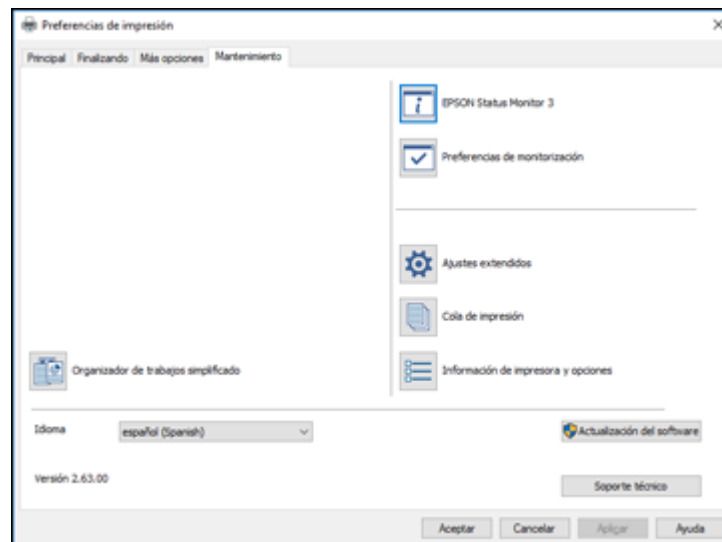 Preferencias de impresión
Principal Finalizando Más opciones Mantenimiento
EPSON Status Monitor 3
Preferencias de monitorización
Ajustes extendidos
Cola de impresión
Organizador de trabajos simplificado
Información de impresora y opciones
Idioma
español (Spanish)
Actualización del software
Versión 2.63.00
Soporte técnico
Aceptar Cancelar Aplicar Ayuda